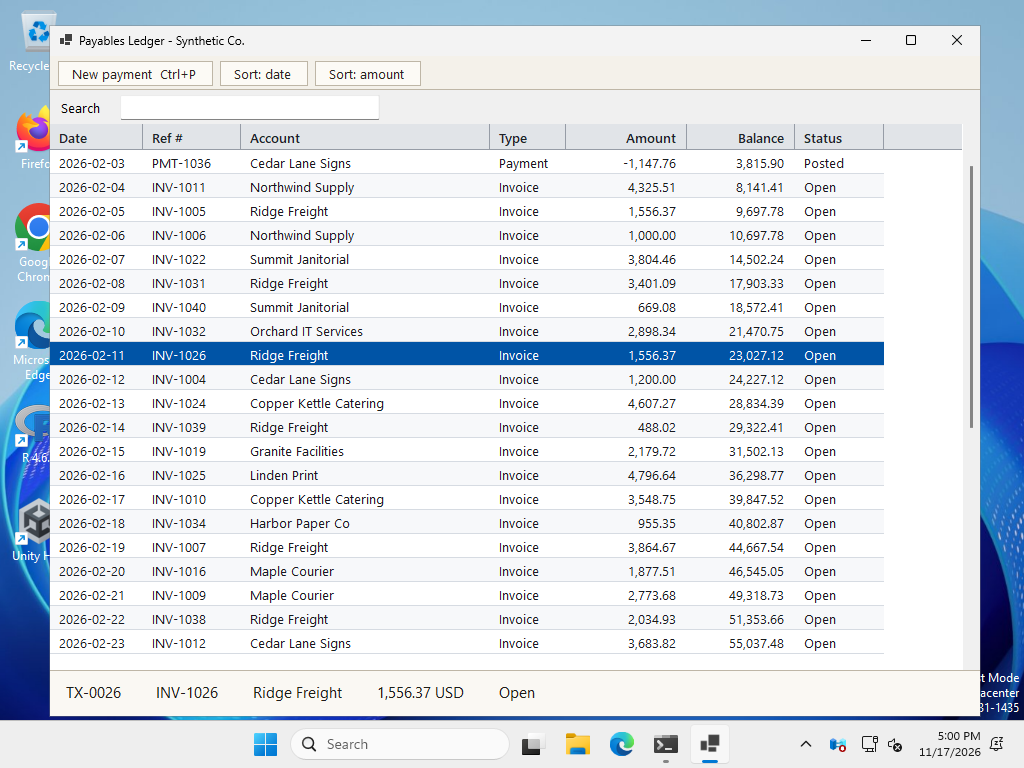 Recycle
Firefo
Goog
Chron
Micros
Edge
R 4.6.
Unity H
Payables Ledger - Synthetic Co.
New payment Ctrl+P Sort: date Sort: amount
Search
Date Ref # Account Type Amount Balance Status
2026-02-03 PMT-1036 Cedar Lane Signs Payment -1,147.76 3,815.90 Posted
2026-02-04 INV-1011 Northwind Supply Invoice 4,325.51 8,141.41 Open
2026-02-05 INV-1005 Ridge Freight Invoice 1,556.37 9,697.78 Open
2026-02-06 INV-1006 Northwind Supply Invoice 1,000.00 10,697.78 Open
2026-02-07 INV-1022 Summit Janitorial Invoice 3,804.46 14,502.24 Open
2026-02-08 INV-1031 Ridge Freight Invoice 3,401.09 17,903.33 Open
2026-02-09 INV-1040 Summit Janitorial Invoice 669.08 18,572.41 Open
2026-02-10 INV-1032 Orchard IT Services Invoice 2,898.34 21,470.75 Open
2026-02-11 INV-1026 Ridge Freight Invoice 1,556.37 23,027.12 Open
2026-02-12 INV-1004 Cedar Lane Signs Invoice 1,200.00 24,227.12 Open
2026-02-13 INV-1024 Copper Kettle Catering Invoice 4,607.27 28,834.39 Open
2026-02-14 INV-1039 Ridge Freight Invoice 488.02 29,322.41 Open
2026-02-15 INV-1019 Granite Facilities Invoice 2,179.72 31,502.13 Open
2026-02-16 INV-1025 Linden Print Invoice 4,796.64 36,298.77 Open
2026-02-17 INV-1010 Copper Kettle Catering Invoice 3,548.75 39,847.52 Open
2026-02-18 INV-1034 Harbor Paper Co Invoice 955.35 40,802.87 Open
2026-02-19 INV-1007 Ridge Freight Invoice 3,864.67 44,667.54 Open
2026-02-20 INV-1016 Maple Courier Invoice 1,877.51 46,545.05 Open
2026-02-21 INV-1009 Maple Courier Invoice 2,773.68 49,318.73 Open
2026-02-22 INV-1038 Ridge Freight Invoice 2,034.93 51,353.66 Open
2026-02-23 INV-1012 Cedar Lane Signs Invoice 3,683.82 55,037.48 Open
TX-0026 INV-1026 Ridge Freight 1,556.37 USD Open
t Mode
acenter
31-1435
Search
5:00 PM
11/17/2026